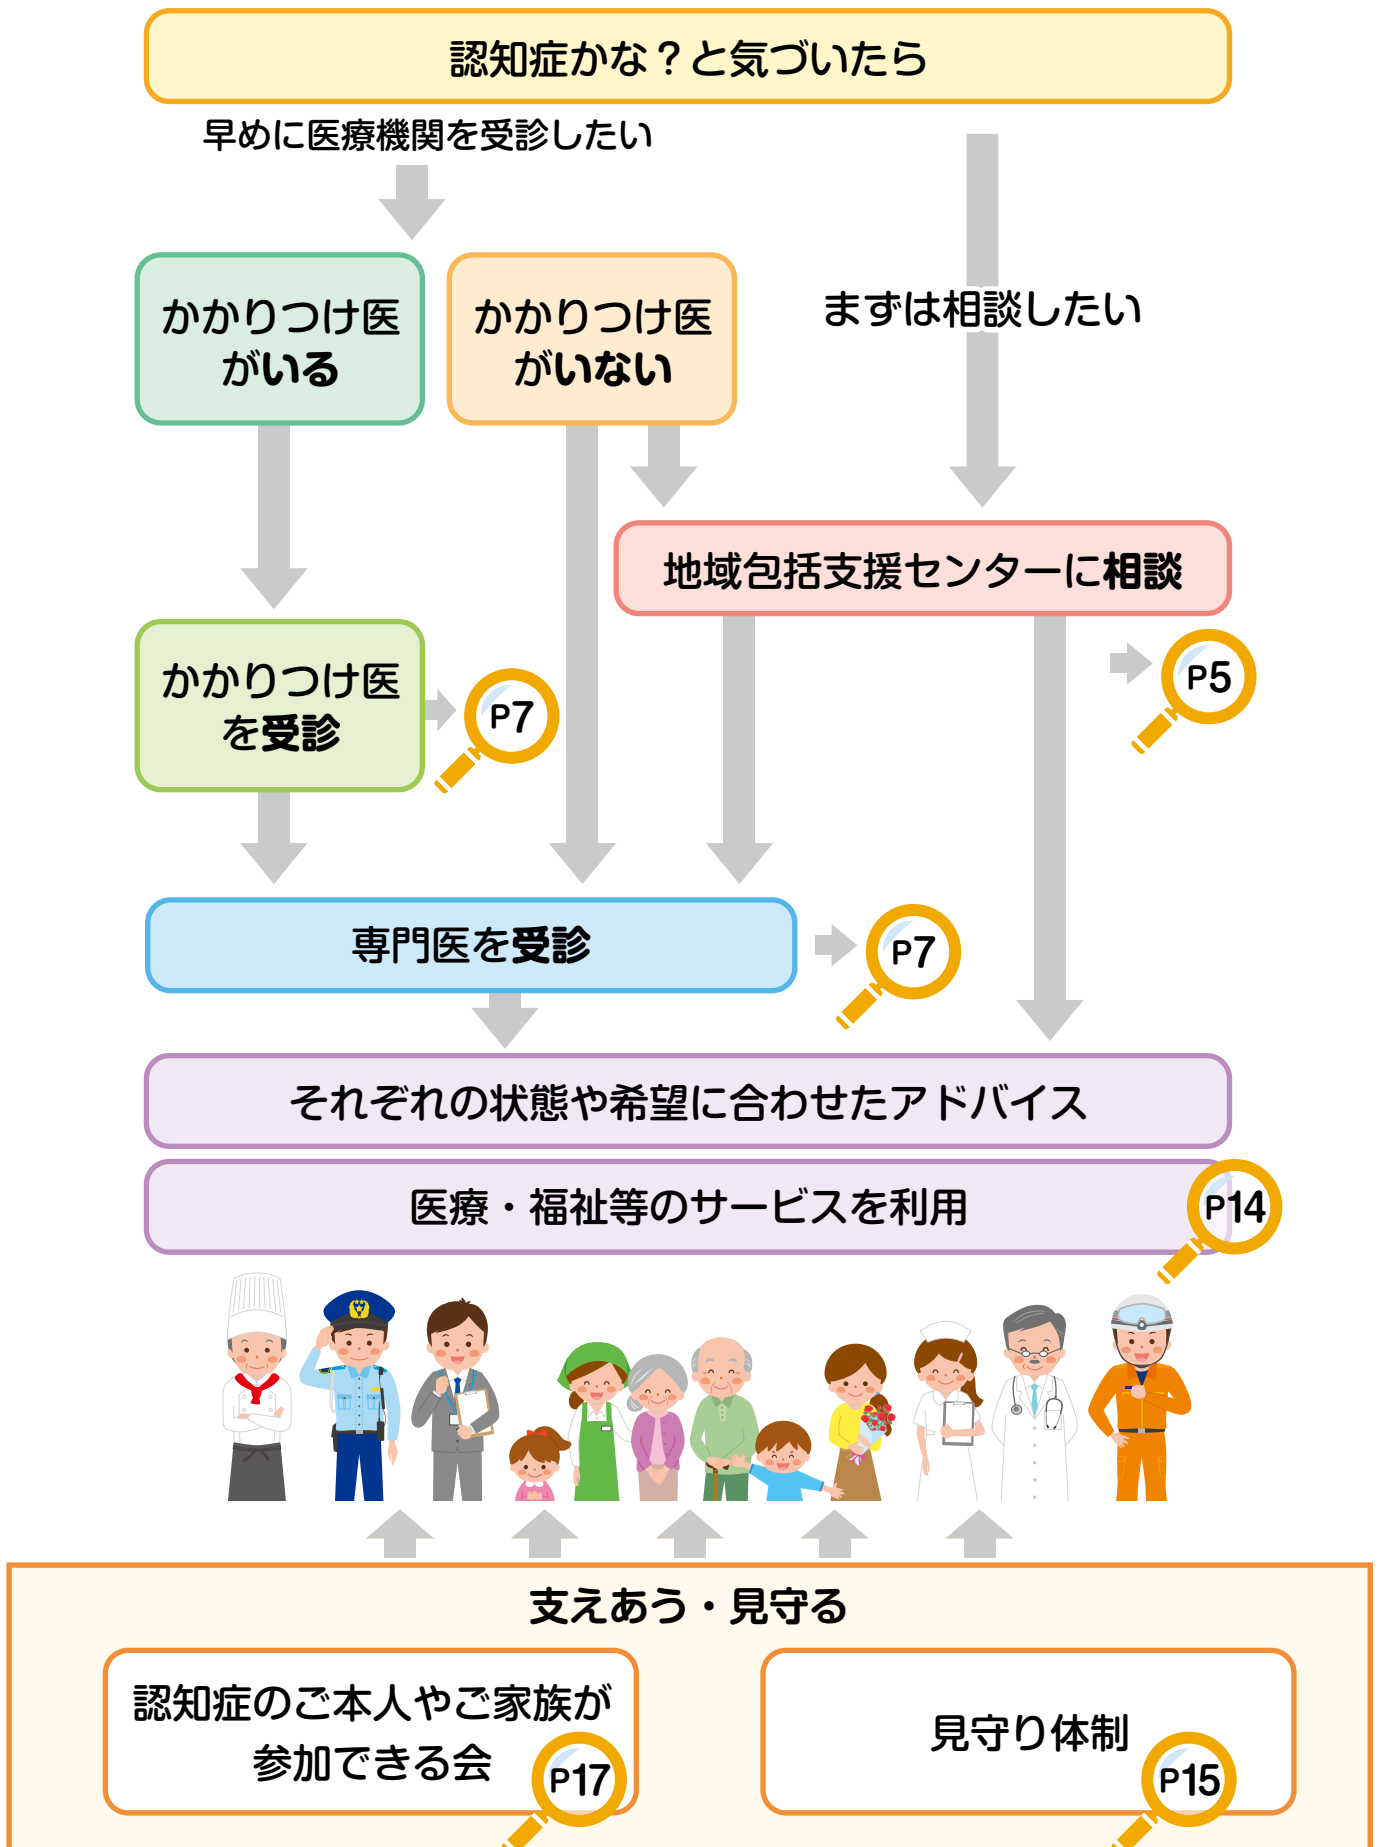 認知症かな？と気づいたら
早めに医療機関を受診したい
かかりつけ医
がいる
かかりつけ医
がいない
まずは相談したい
地域包括支援センターに相談
P5
かかりつけ医
を受診
P7
専門医を受診
P7
それぞれの状態や希望に合わせたアドバイス
医療・福祉等のサービスを利用
P14
支えあう・見守る
認知症のご本人やご家族が
参加できる会
P17
見守り体制
P15